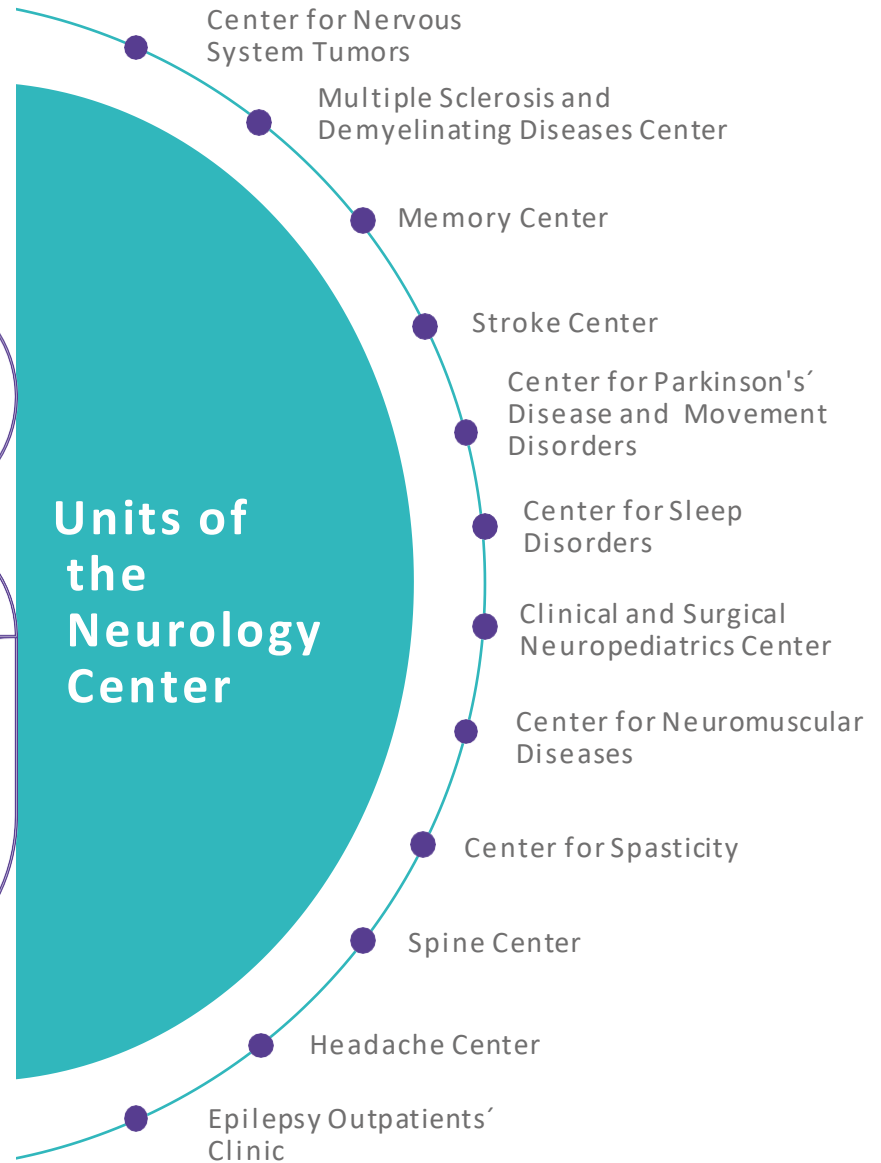 Center for Nervous
System Tumors
Multiple Sclerosis and
Demyelinating Diseases Center
Memory Center
Stroke Center
Center for Parkinson's´
Disease and Movement
Disorders
Units of
the
Neurology
Center
Center for Sleep
Disorders
Clinical and Surgical
Neuropediatrics Center
Center for Neuromuscular
Diseases
Center for Spasticity
Spine Center
Headache Center
Epilepsy Outpatients´
Clinic